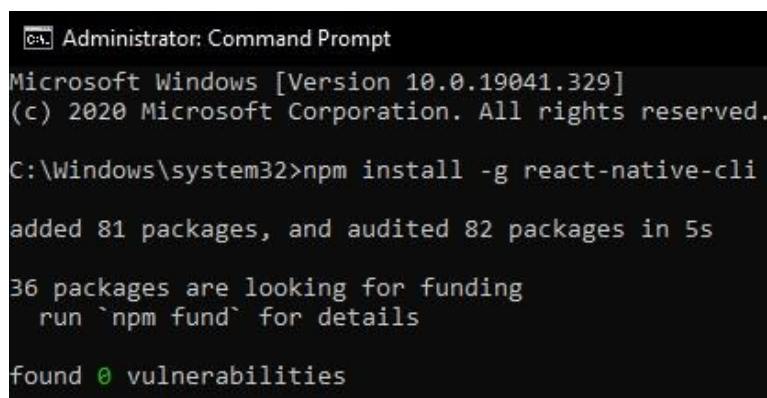 Administrator: Command Prompt
Microsoft Windows [Version 10.0.19041.329]
(c) 2020 Microsoft Corporation. All rights reserved.
C:\Windows\system32>npm install -g react-native-cli
added 81 packages, and audited 82 packages in 5s
36 packages are looking for funding
  run `npm fund` for details
found 0 vulnerabilities